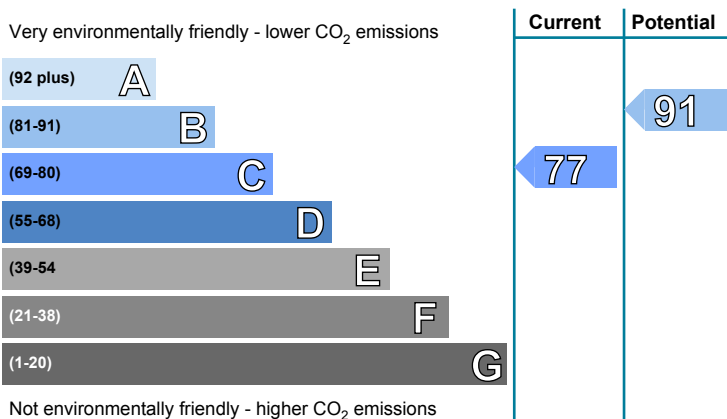 Very environmentally friendly - lower CO₂ emissions
Current Potential
(92 plus) A
(81-91) B
91
(69-80) C
77
(55-68) D
(39-54 E
(21-38) F
(1-20) G
Not environmentally friendly - higher CO₂ emissions